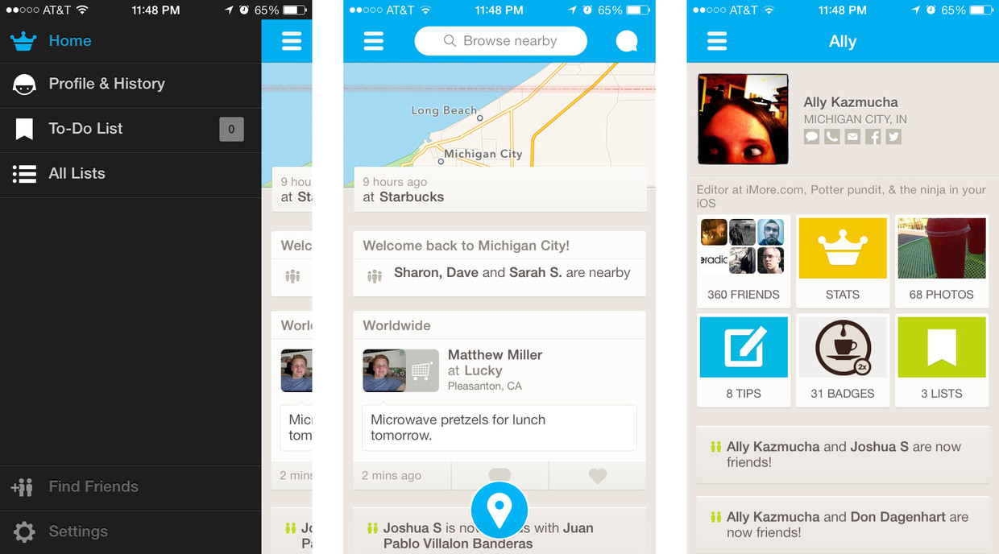 AT&T 11:48 PM 65%
Home
Profile & History
To-Do List 0
All Lists
Find Friends
Settings
9 hou
at Sta
Welc
Worl
Micr
tom
2 mins
Jo
Pa
AT&T 11:48 PM 65%
Browse nearby
Long Beach
Michigan City
9 hours ago
at Starbucks
Welcome back to Michigan City!
Sharon, Dave and Sarah S. are nearby
Worldwide
Matthew Miller
at Lucky
Pleasanton, CA
Microwave pretzels for lunch
tomorrow.
2 mins ago
Joshua S is now s with Juan
Pablo Villalon Banderas
AT&T 11:48 PM 65%
Ally
Ally Kazmucha
MICHIGAN CITY, IN
Editor at iMore.com, Potter pundit, & the ninja in your
iOS
eradio
360 FRIENDS STATS 68 PHOTOS
2x
8 TIPS 31 BADGES 3 LISTS
Ally Kazmucha and Joshua S are now
friends!
Ally Kazmucha and Don Dagenhart are
now friends!